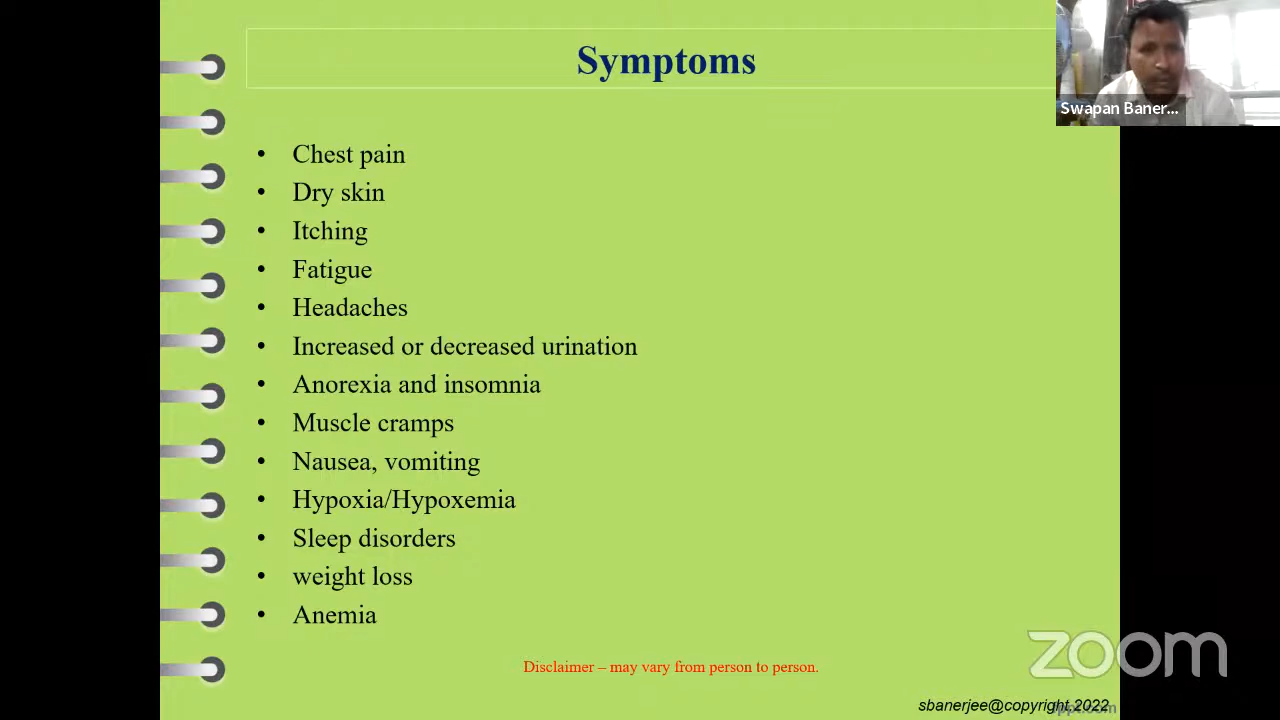 Symptoms
Swapan Baner...
• Chest pain
• Dry skin
• Itching
• Fatigue
• Headaches
• Increased or decreased urination
• Anorexia and insomnia
• Muscle cramps
• Nausea, vomiting
• Hypoxia/Hypoxemia
• Sleep disorders
• weight loss
• Anemia
zoom
Disclaimer – may vary from person to person.
sbanerjee@copyright 2022